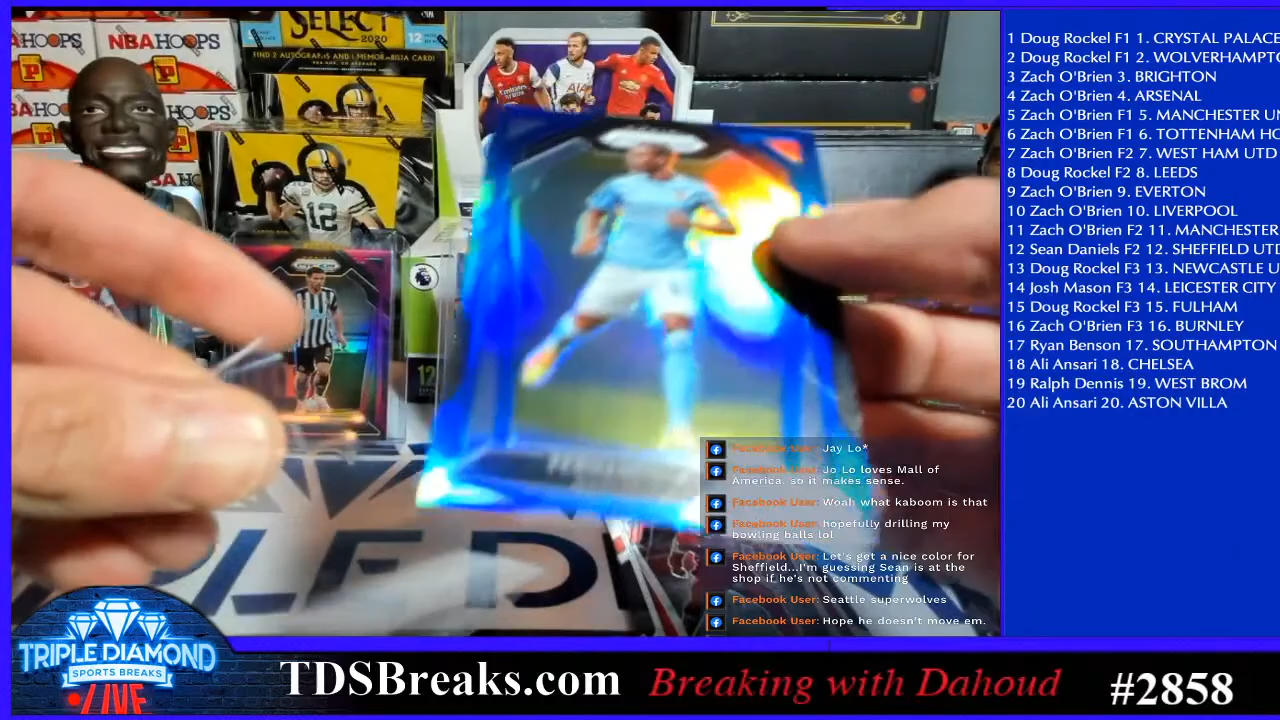 NBA HOOPS
SELECT
2020
12
FIND 2 AUTOGRAPHS AND 1 MEMORABILIA CARD!
12
1 Doug Rockel F1 1. CRYSTAL PALACE
2 Doug Rockel F1 2. WOLVERHAMPTO
3 Zach O'Brien 3. BRIGHTON
4 Zach O'Brien 4. ARSENAL
5 Zach O'Brien F1 5. MANCHESTER UN
6 Zach O'Brien F1 6. TOTTENHAM HO
7 Zach O'Brien F2 7. WEST HAM UTD
8 Doug Rockel F2 8. LEEDS
9 Zach O'Brien 9. EVERTON
10 Zach O'Brien 10. LIVERPOOL
11 Zach O'Brien F2 11. MANCHESTER
12 Sean Daniels F2 12. SHEFFIELD UTD
13 Doug Rockel F3 13. NEWCASTLE U
14 Josh Mason F3 14. LEICESTER CITY
15 Doug Rockel F3 15. FULHAM
16 Zach O'Brien F3 16. BURNLEY
17 Ryan Benson 17. SOUTHAMPTON
18 Ali Ansari 18. CHELSEA
19 Ralph Dennis 19. WEST BROM
20 Ali Ansari 20. ASTON VILLA
Facebook User: Jay Lo*
Facebook User: Jo Lo loves Mall of
America. so it makes sense.
Facebook User: Woah what kaboom is that
Facebook User: hopefully drilling my
bowling balls lol
Facebook User: Let's get a nice color for
Sheffield...I'm guessing Sean is at the
shop if he's not commenting
Facebook User: Seattle superwolves
Facebook User: Hope he doesn't move em.
TRIPLE DIAMOND
SPORTS BREAKS
LIVE
TDSBreaks.com
Breaking with Dahoud
#2858